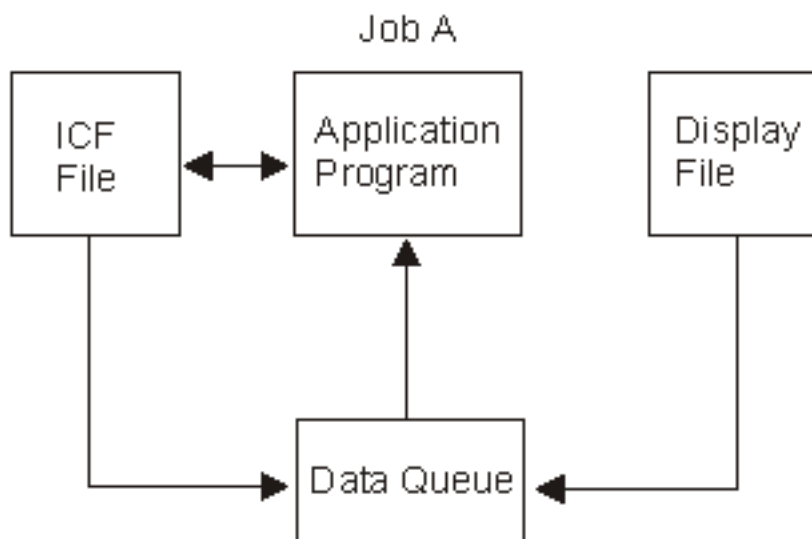 Job A
ICF
File
Application
Program
Display
File
Data Queue